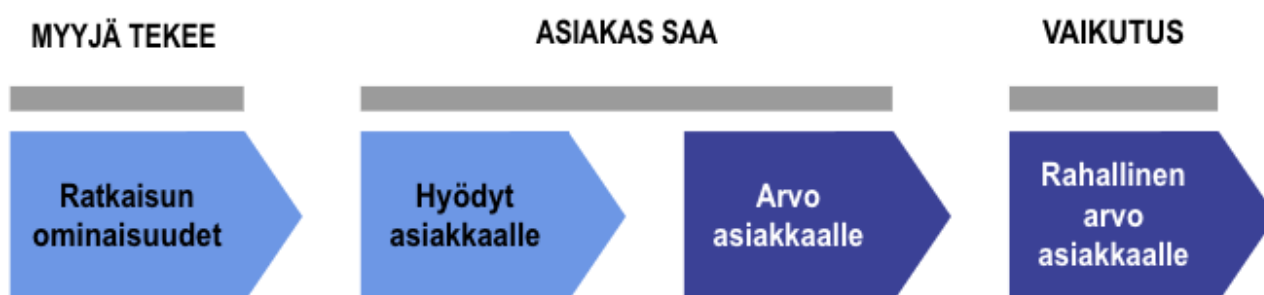 MYYJÄ TEKEE
ASIAKAS SAA
VAIKUTUS
Ratkaisun
ominaisuudet
Hyödyt
asiakkaalle
Arvo
asiakkaalle
Rahallinen
arvo
asiakkaalle